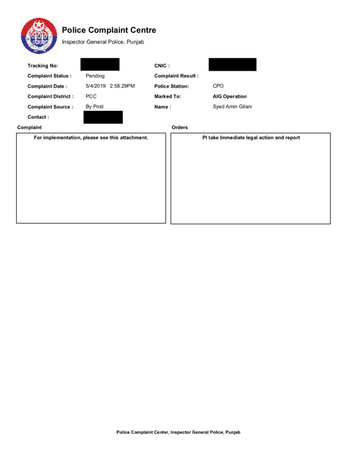 Police Complaint Centre
Inspector General Police, Punjab
Tracking No:
CNIC :
Complaint Status : Pending
Complaint Result :
Complaint Date : 5/4/2019 2:58:29PM
Police Station: CPO
Complaint District : PCC
Marked To: AIG Operation
Complaint Source : By Post
Name : Syed Amin Gilani
Contact :
Complaint
Orders
For implementation, please see this attachment.
Pl take Immediate legal action and report
Police Complaint Center, Inspector General Police, Punjab